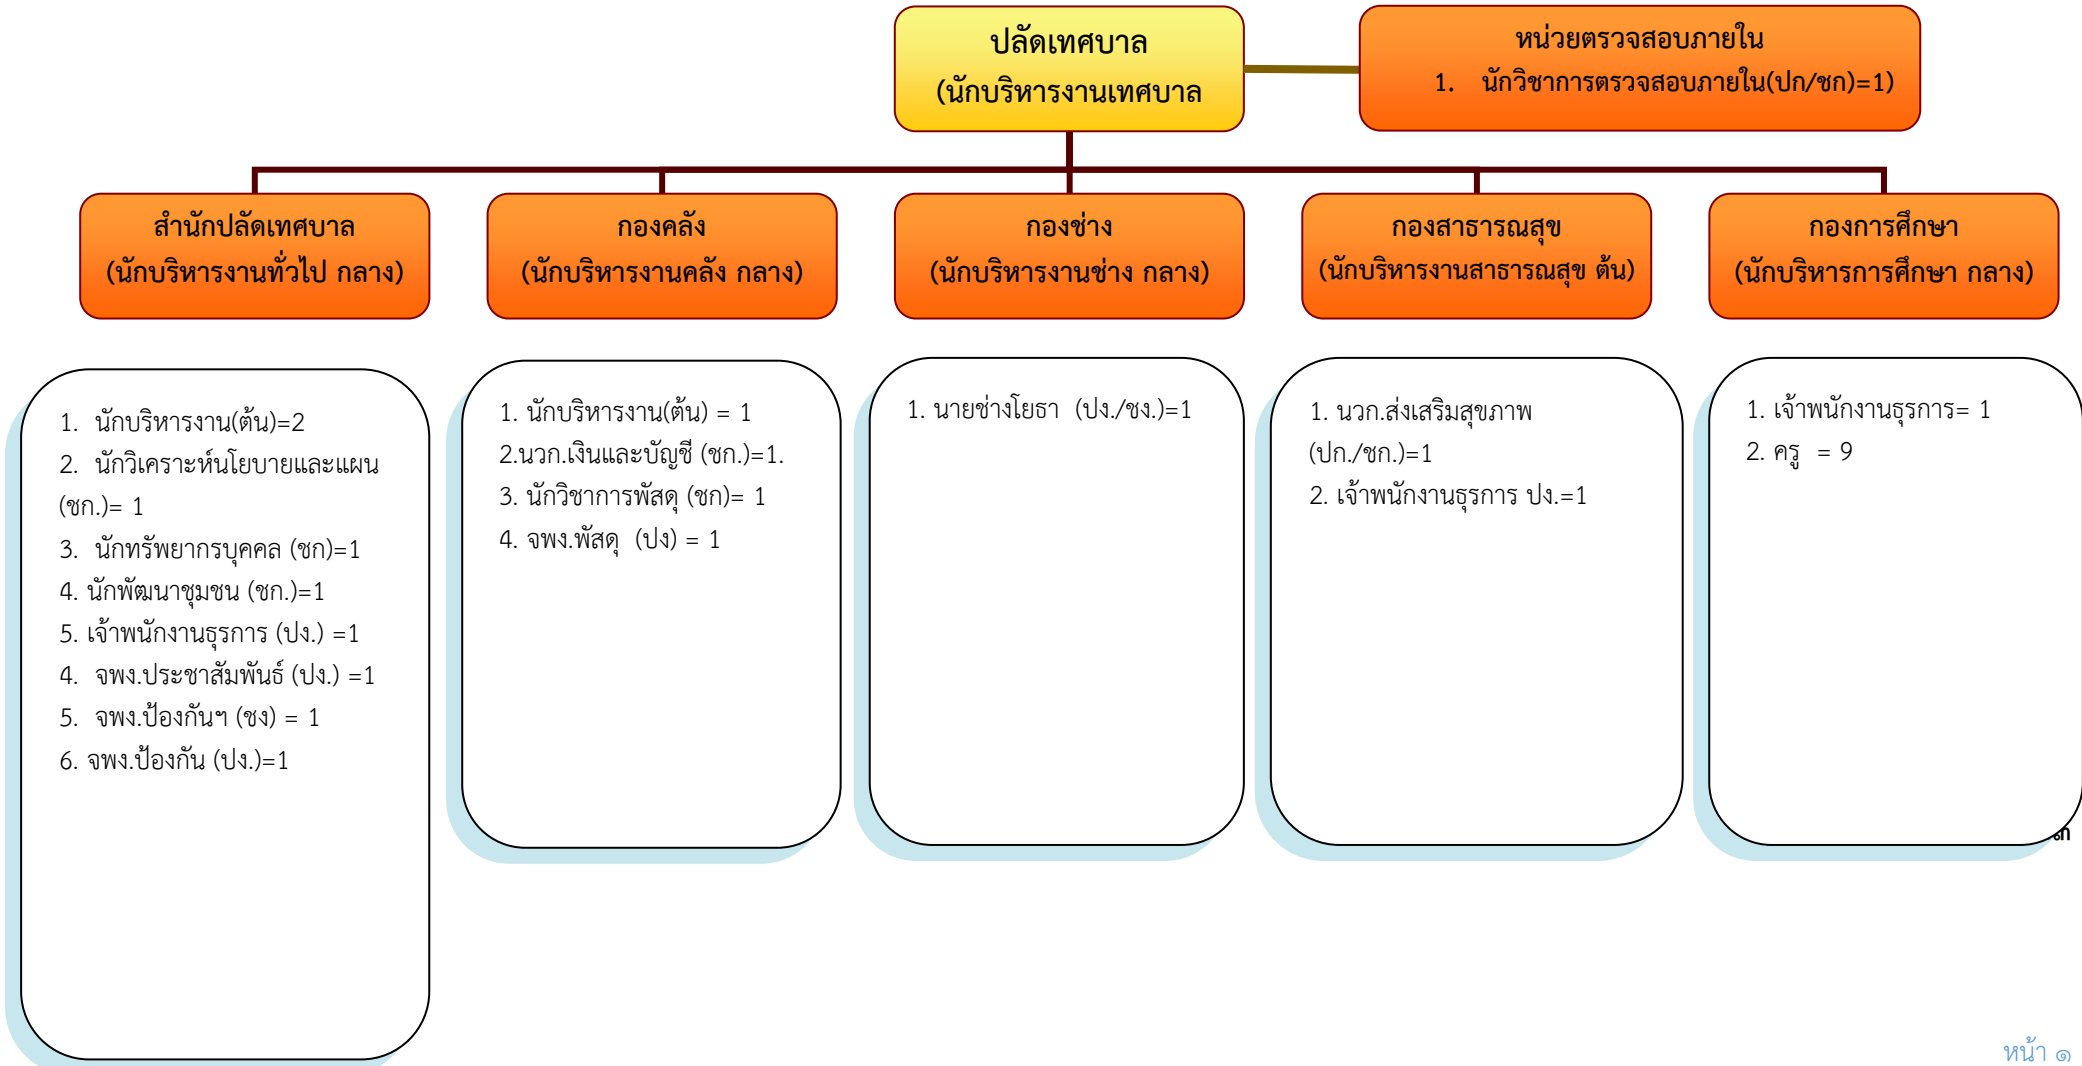 ปลัดเทศบาล
(นักบริหารงานเทศบาล
หน่วยตรวจสอบภายใน
1. นักวิชาการตรวจสอบภายใน(ปก/ชก)=1)
สำนักปลัดเทศบาล
(นักบริหารงานทั่วไป กลาง)
กองคลัง
(นักบริหารงานคลัง กลาง)
กองช่าง
(นักบริหารงานช่าง กลาง)
กองสาธารณสุข
(นักบริหารงานสาธารณสุข ต้น)
กองการศึกษา
(นักบริหารการศึกษา กลาง)
1. นักบริหารงาน(ต้น)=2
2. นักวิเคราะห์นโยบายและแผน
(ชก.)= 1
3. นักทรัพยากรบุคคล (ชก)=1
4. นักพัฒนาชุมชน (ชก.)=1
5. เจ้าพนักงานธุรการ (ปง.) =1
4. จพง.ประชาสัมพันธ์ (ปง.) =1
5. จพง.ป้องกันฯ (ชง) = 1
6. จพง.ป้องกัน (ปง.)=1
1. นักบริหารงาน(ต้น) = 1
2.นวก.เงินและบัญชี (ชก.)=1.
3. นักวิชาการพัสดุ (ชก)= 1
4. จพง.พัสดุ (ปง) = 1
1. นายช่างโยธา (ปง./ชง.)=1
1. นวก.ส่งเสริมสุขภาพ
(ปก./ชก.)=1
2. เจ้าพนักงานธุรการ ปง.=1
1. เจ้าพนักงานธุรการ= 1
2. ครู = 9
หน้า ๑